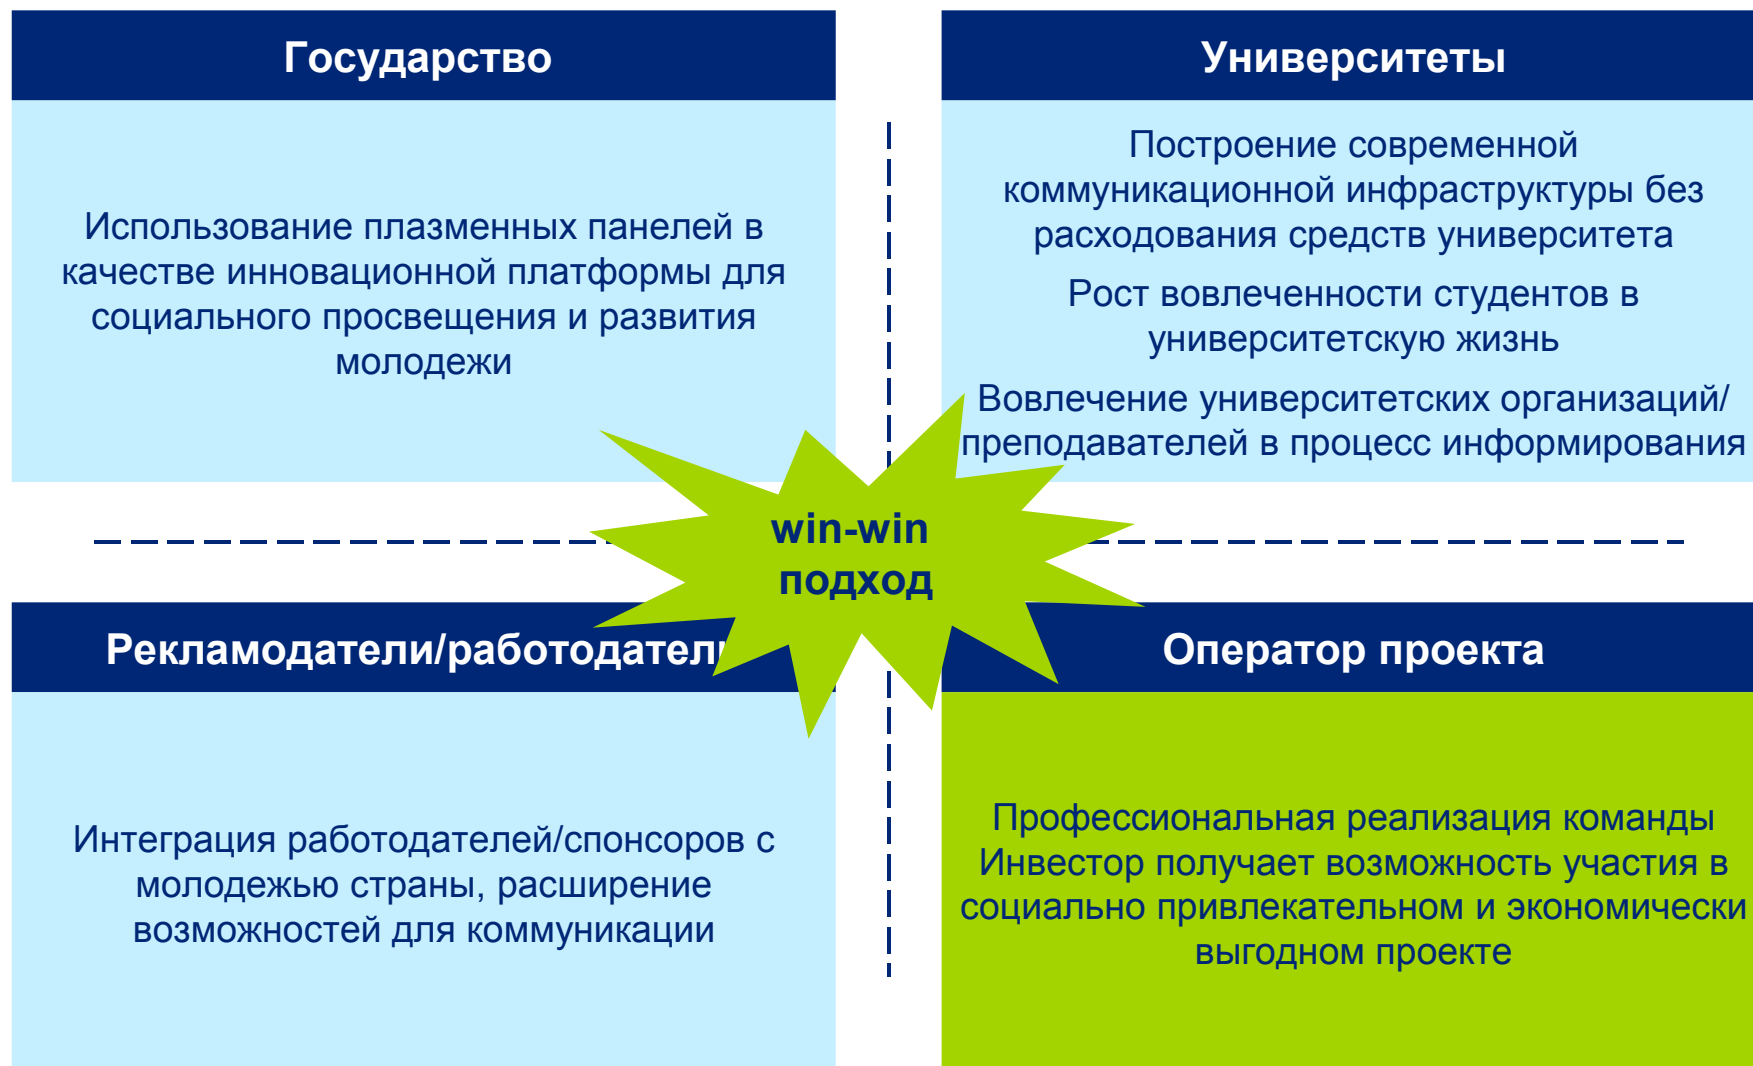 Государство
Использование плазменных панелей в
качестве инновационной платформы для
социального просвещения и развития
молодежи
Университеты
Построение современной
коммуникационной инфраструктуры без
расходования средств университета
Рост вовлеченности студентов в
университетскую жизнь
Вовлечение университетских организаций/
преподавателей в процесс информирования
win-win
подход
Рекламодатели/работодатели
Интеграция работодателей/спонсоров с
молодежью страны, расширение
возможностей для коммуникации
Оператор проекта
Профессиональная реализация команды
Инвестор получает возможность участия в
социально привлекательном и экономически
выгодном проекте